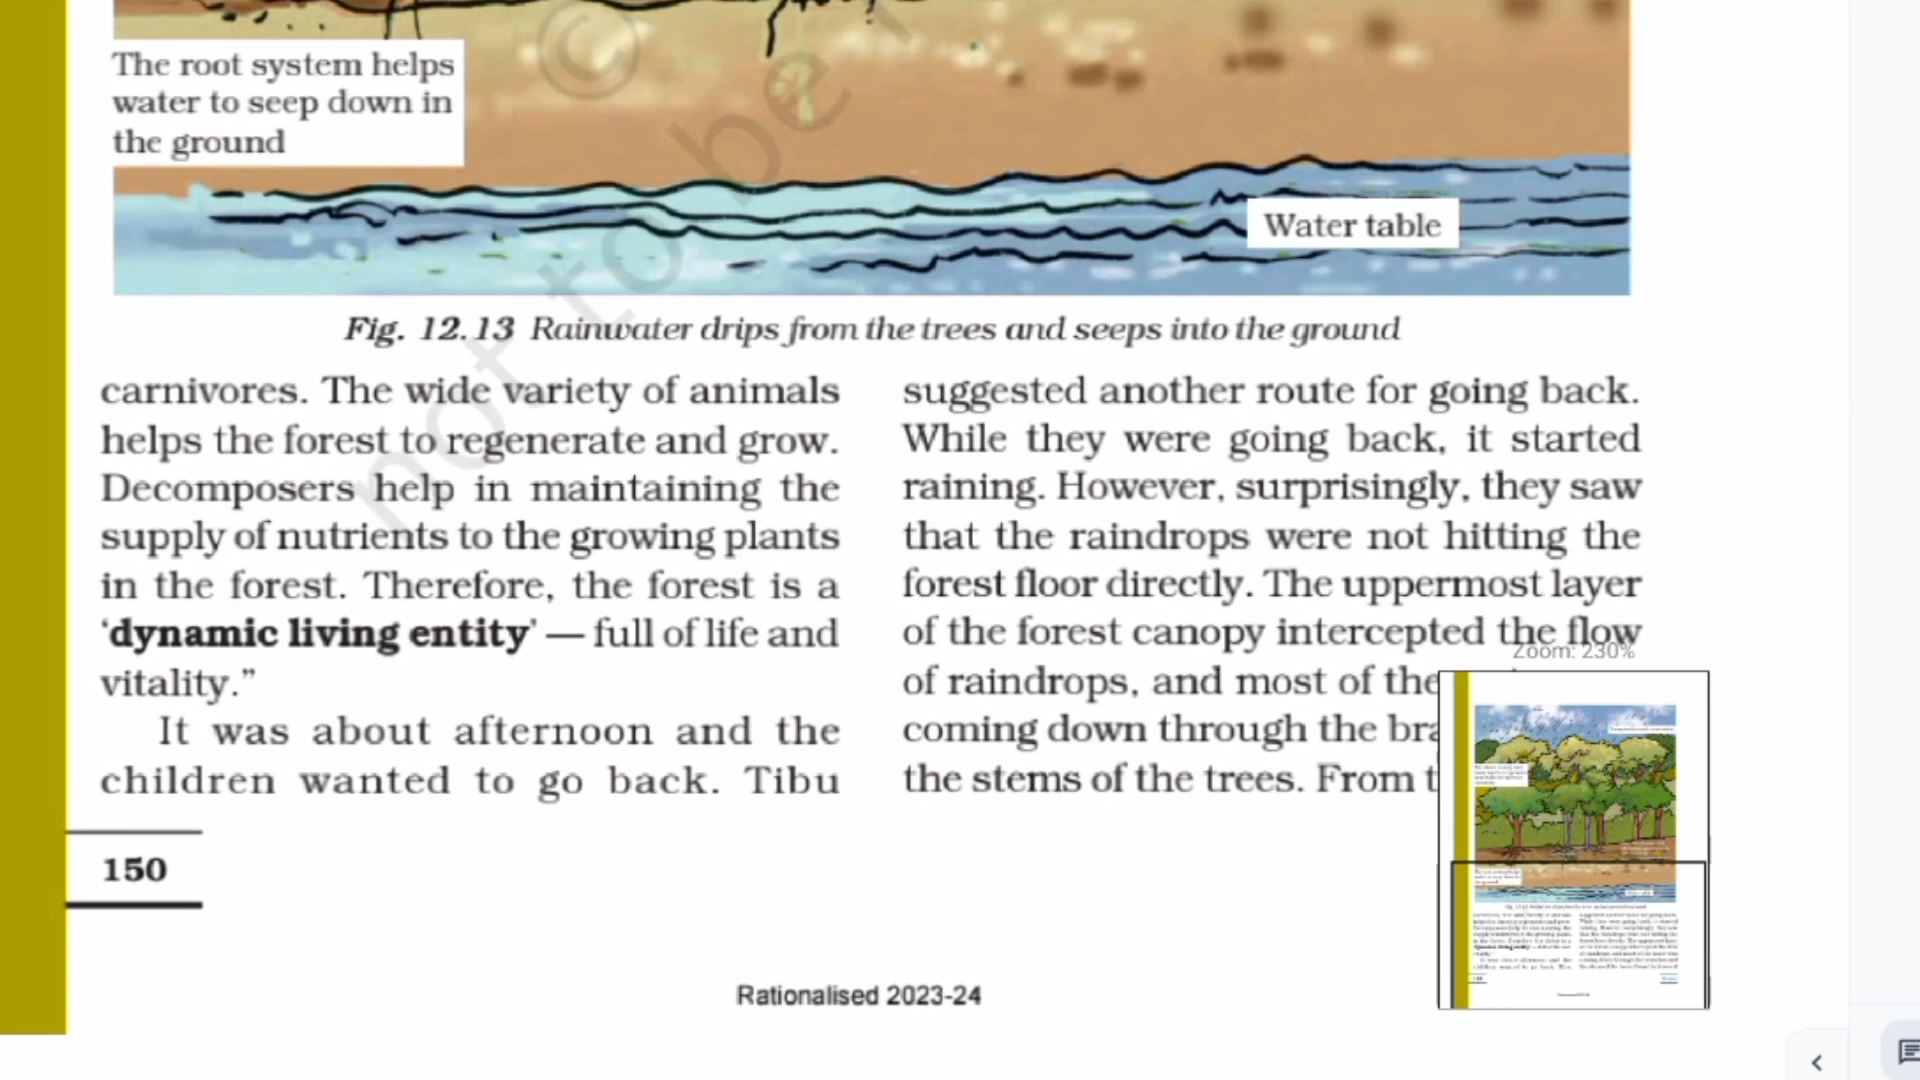 The root system helps
water to seep down in
the ground
Water table
Fig. 12.13 Rainwater drips from the trees and seeps into the ground
carnivores. The wide variety of animals
helps the forest to regenerate and grow.
Decomposers help in maintaining the
supply of nutrients to the growing plants
in the forest. Therefore, the forest is a
‘dynamic living entity’ — full of life and
vitality.”
It was about afternoon and the
children wanted to go back. Tibu
suggested another route for going back.
While they were going back, it started
raining. However, surprisingly, they saw
that the raindrops were not hitting the
forest floor directly. The uppermost layer
of the forest canopy intercepted the flow
of raindrops, and most of the
coming down through the
the stems of the trees. From
Zoom: 230%
150
Rationalised 2023-24
© not to be